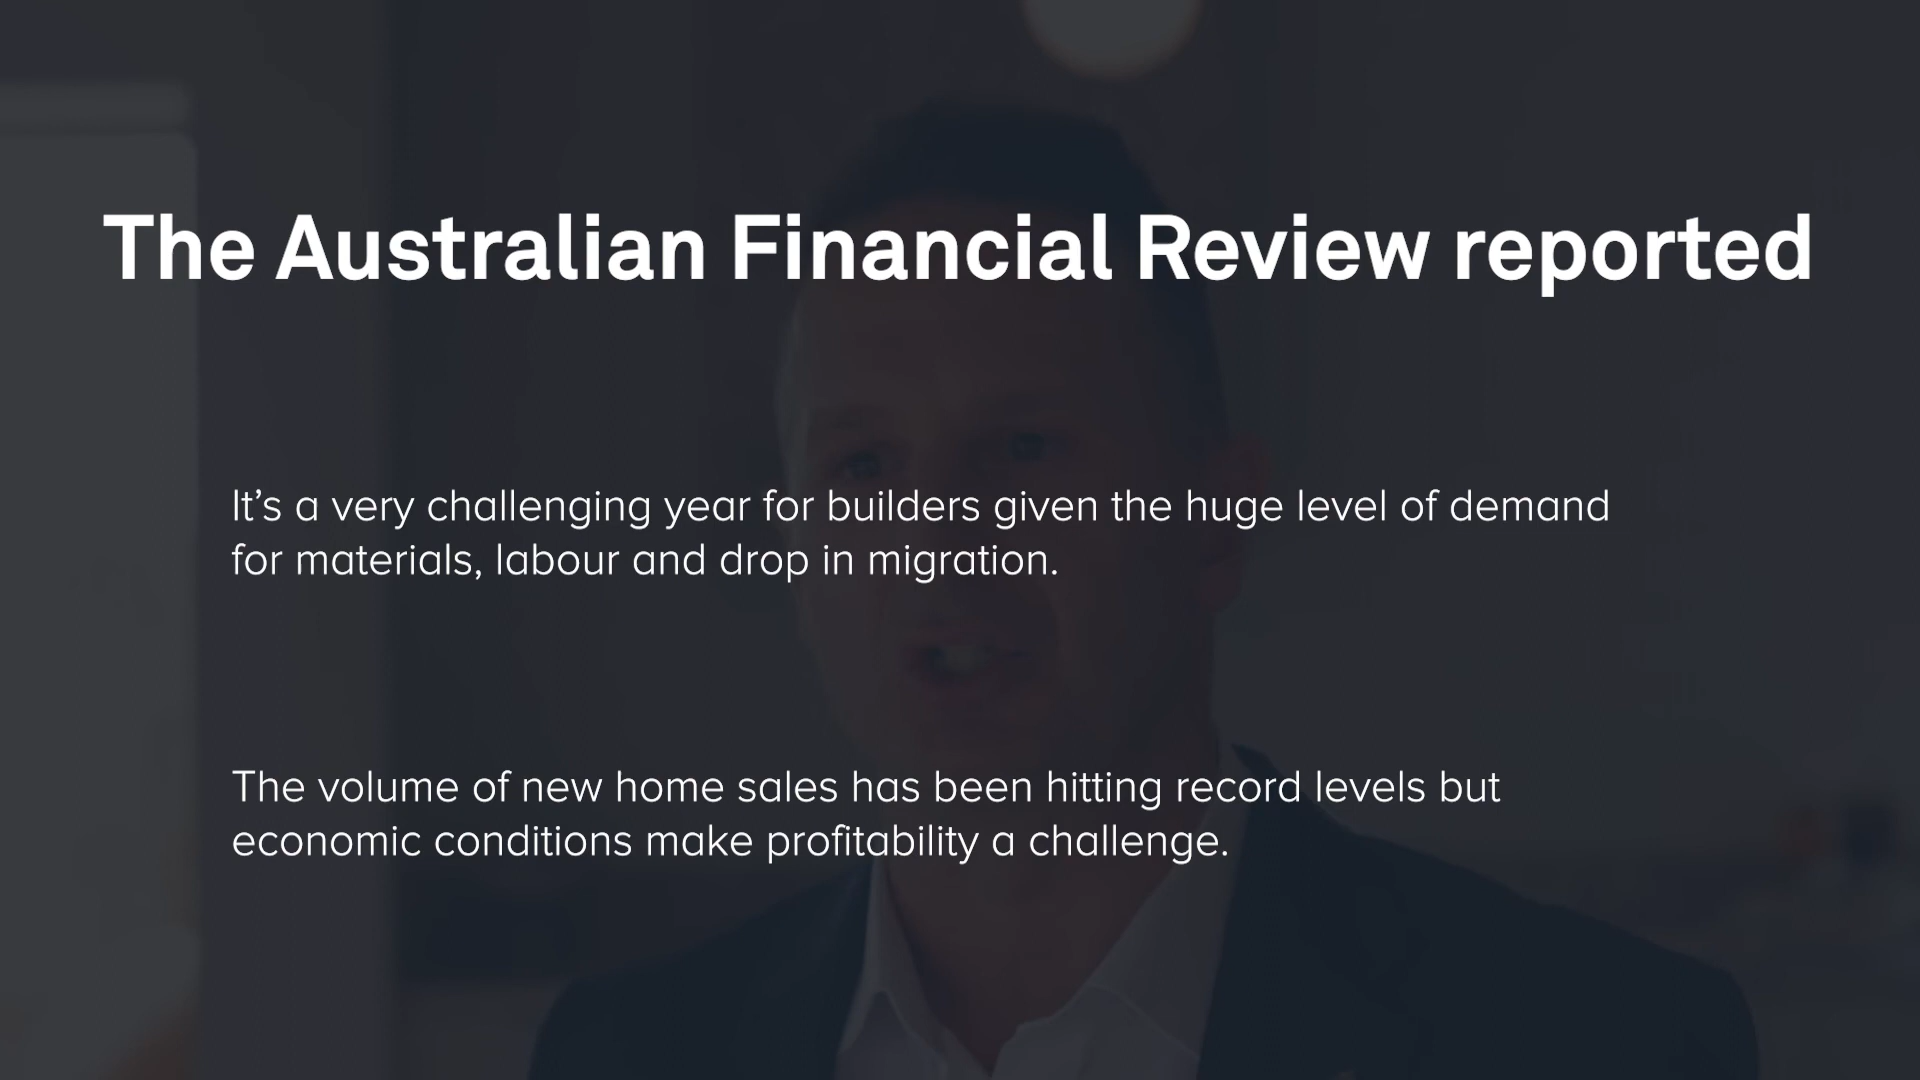 The Australian Financial Review reported
It’s a very challenging year for builders given the huge level of demand
for materials, labour and drop in migration.
The volume of new home sales has been hitting record levels but
economic conditions make profitability a challenge.